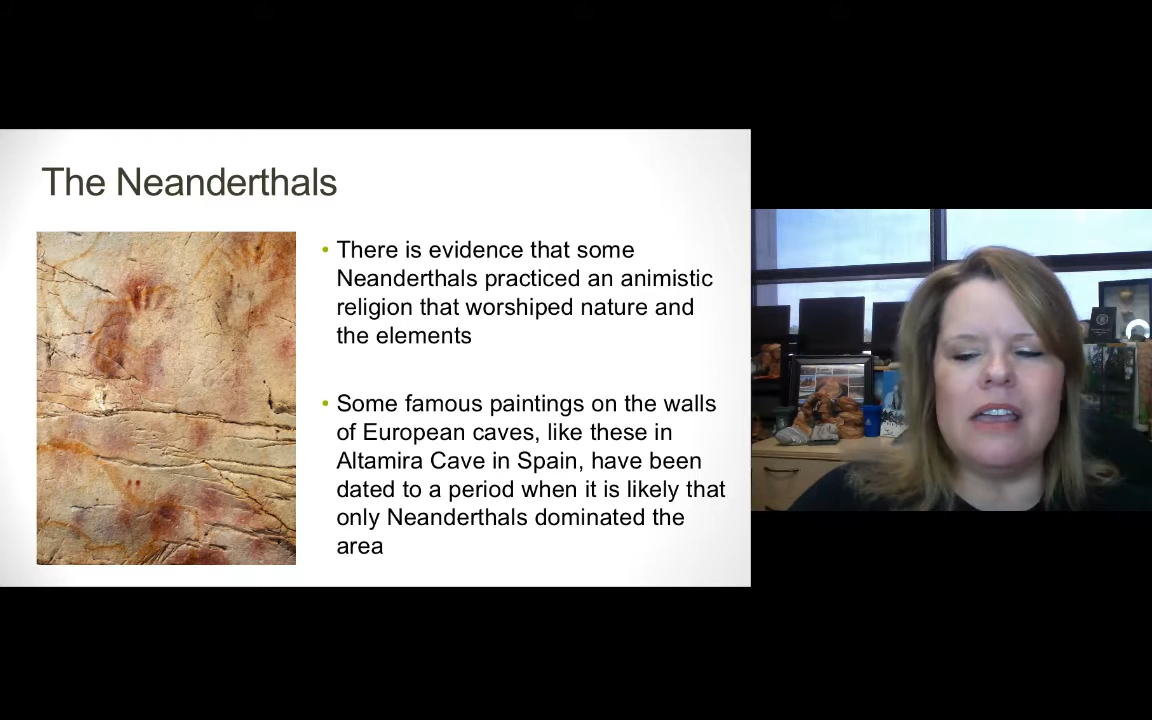 The Neanderthals
• There is evidence that some
Neanderthals practiced an animistic
religion that worshiped nature and
the elements
• Some famous paintings on the walls
of European caves, like these in
Altamira Cave in Spain, have been
dated to a period when it is likely that
only Neanderthals dominated the
area